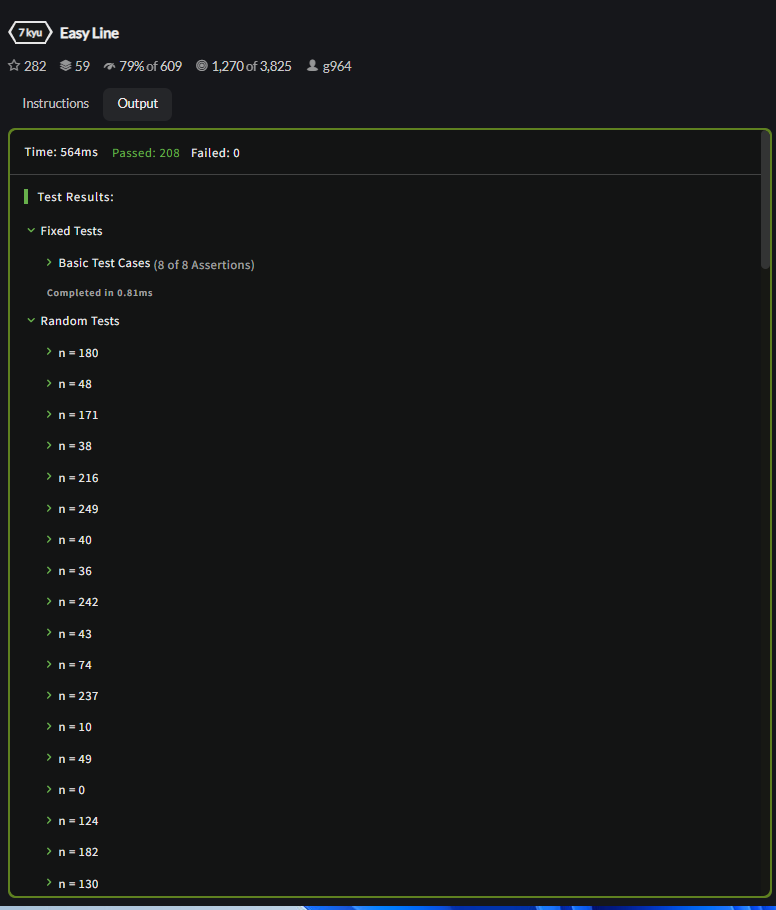 7 kyu Easy Line
282 59 79% of 609 1,270 of 3,825 g964
Instructions Output
Time: 564ms Passed: 208 Failed: 0
Test Results:
Fixed Tests
Basic Test Cases (8 of 8 Assertions)
Completed in 0.81ms
Random Tests
n = 180
n = 48
n = 171
n = 38
n = 216
n = 249
n = 40
n = 36
n = 242
n = 43
n = 74
n = 237
n = 10
n = 49
n = 0
n = 124
n = 182
n = 130